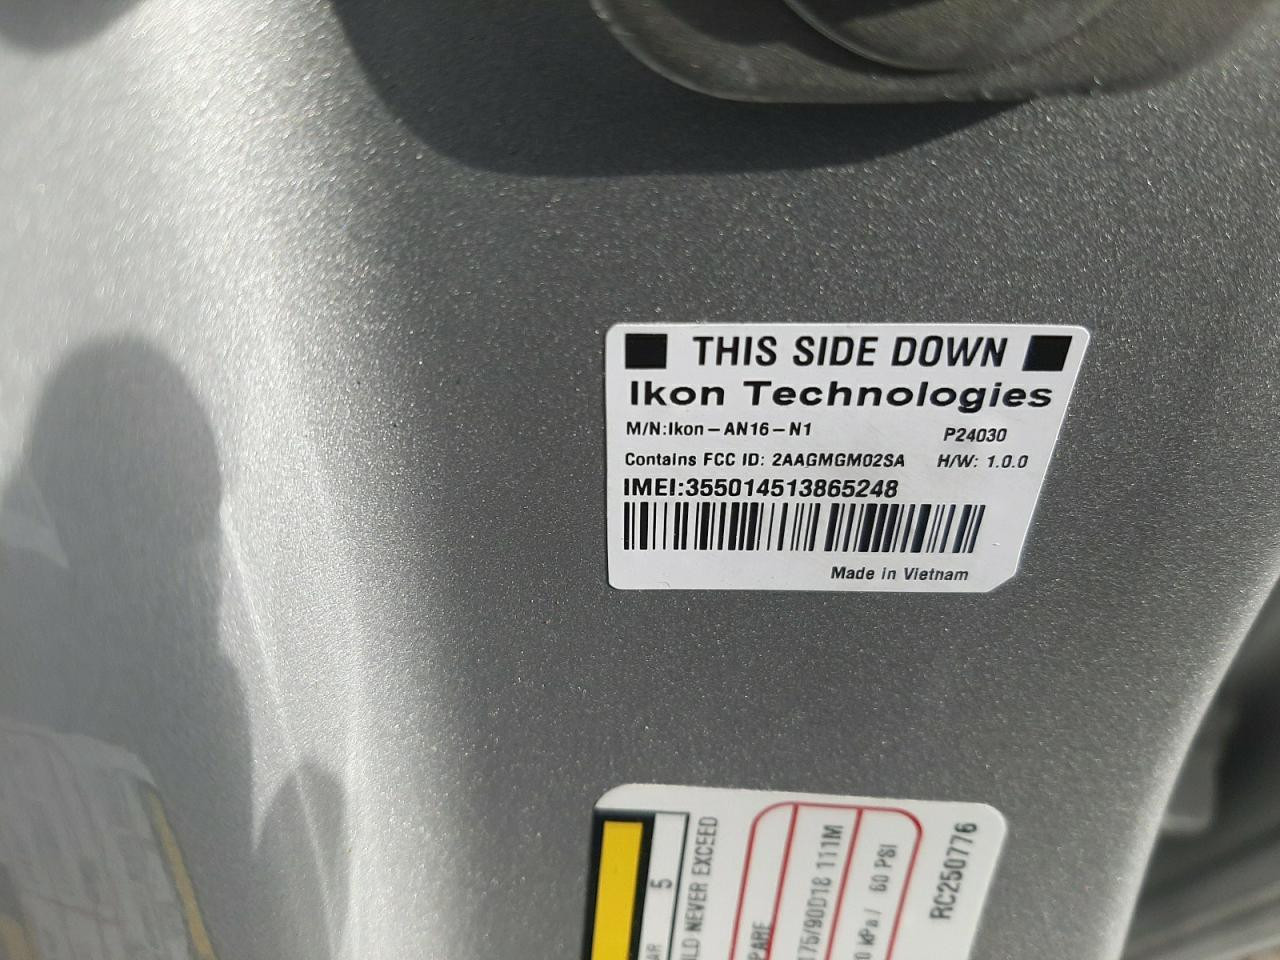 THIS SIDE DOWN
Ikon Technologies
M/N:Ikon-AN16-N1 P24030
Contains FCC ID: 2AAGMGM02SA H/W: 1.0.0
IMEI:355014513865248
Made in Vietnam
5
NEVER EXCEED
175/90D18 111M
kPa/ 60 PSI
RC250776